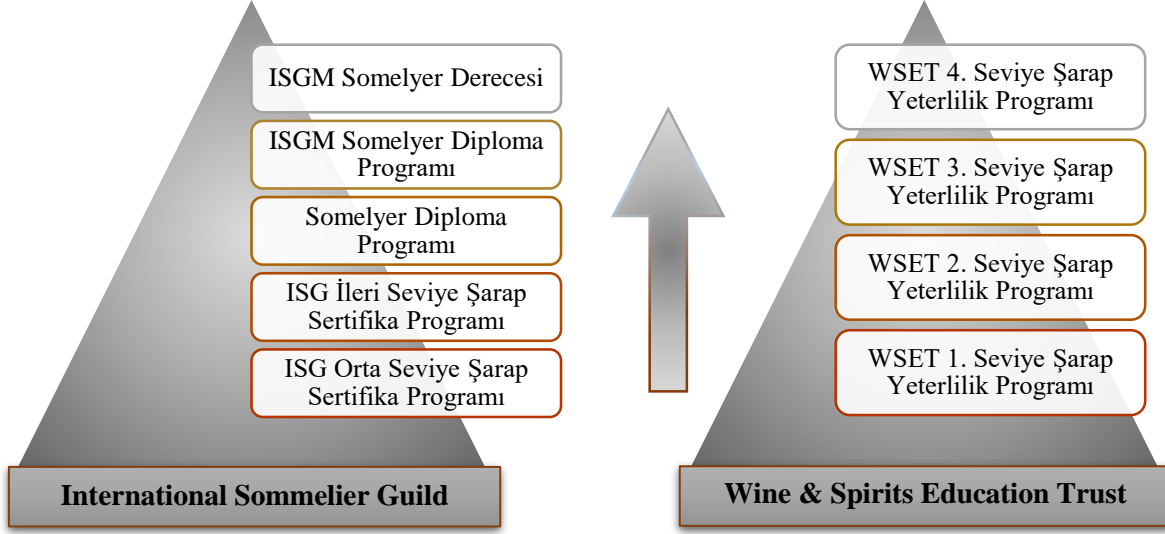 ISGM Somelyer Derecesi
ISGM Somelyer Diploma
Programı
Somelyer Diploma
Programı
ISG İleri Seviye Şarap
Sertifika Programı
ISG Orta Seviye Şarap
Sertifika Programı
International Sommelier Guild
WSET 4. Seviye Şarap
Yeterlilik Programı
WSET 3. Seviye Şarap
Yeterlilik Programı
WSET 2. Seviye Şarap
Yeterlilik Programı
WSET 1. Seviye Şarap
Yeterlilik Programı
Wine & Spirits Education Trust